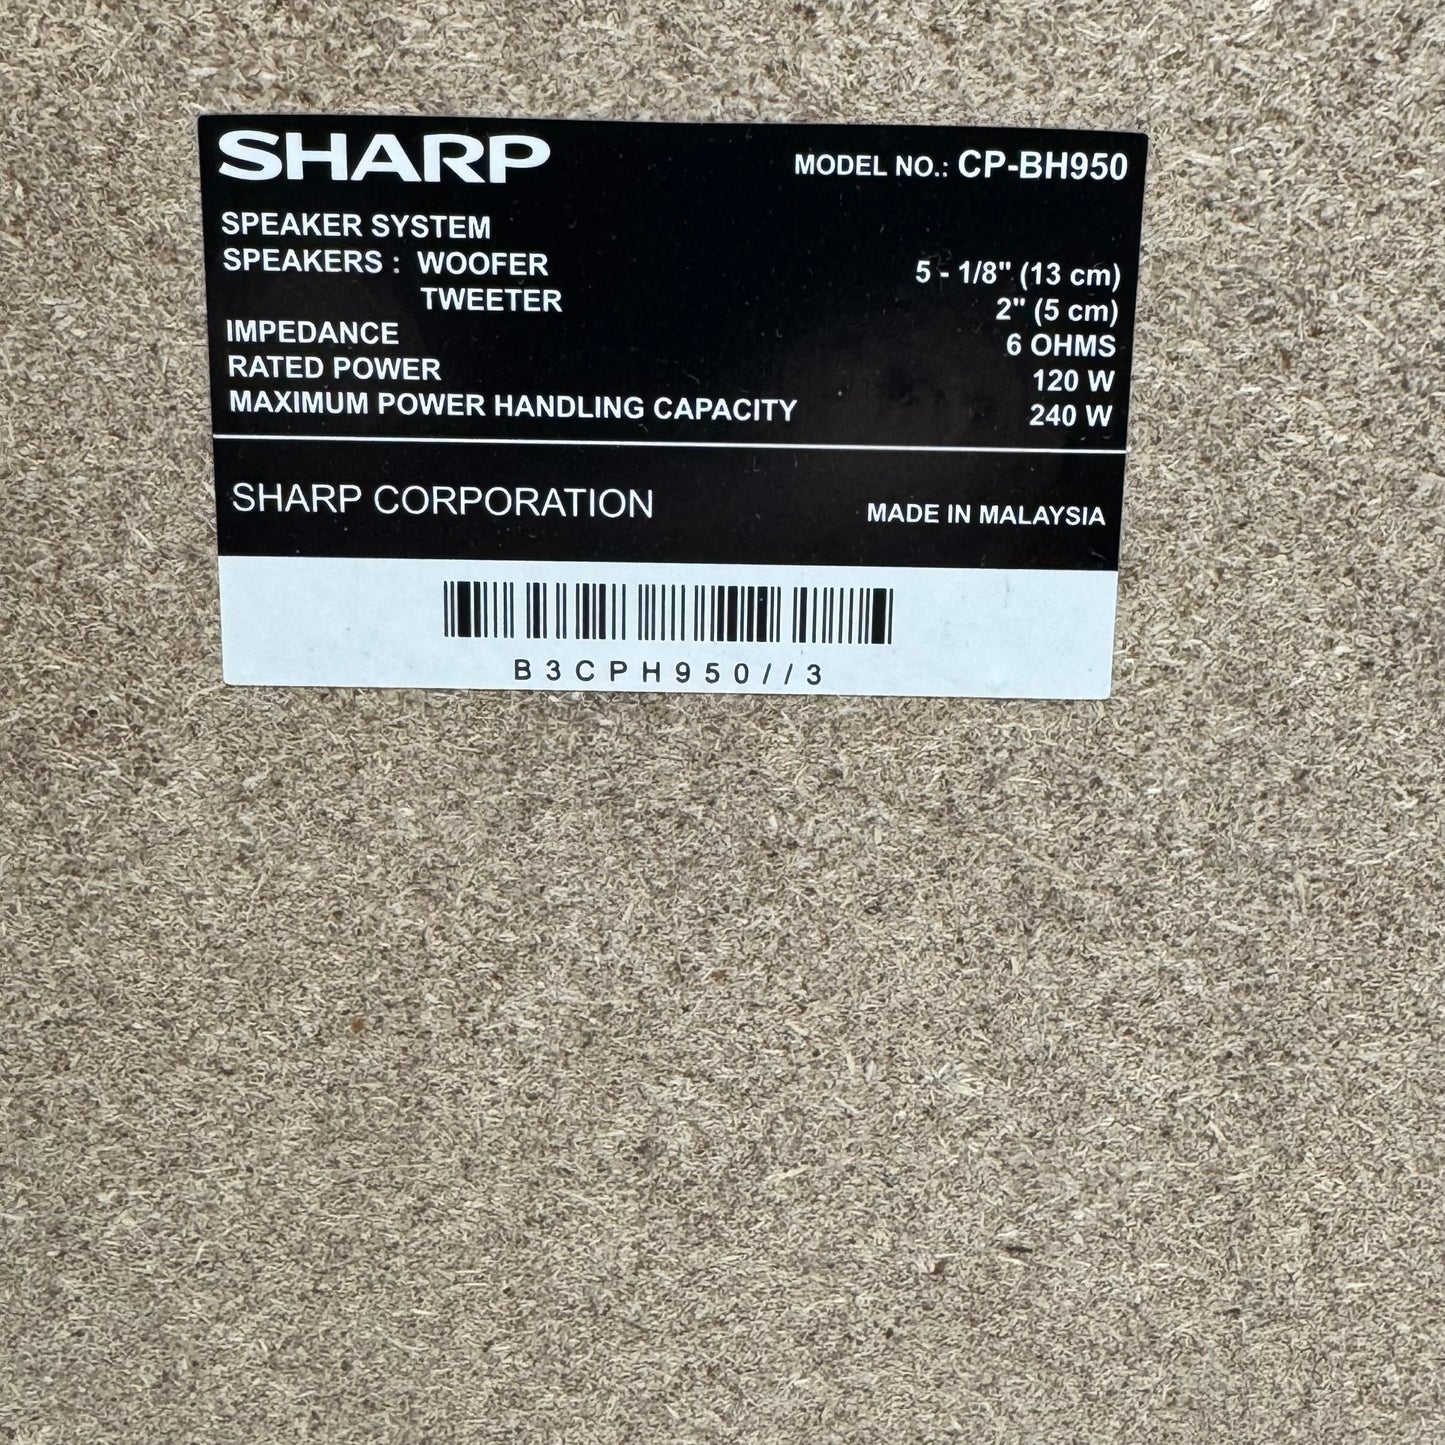 SHARP MODEL NO.: CP-BH950
SPEAKER SYSTEM
SPEAKERS : WOOFER 5 - 1/8" (13 cm)
TWEETER 2" (5 cm)
IMPEDANCE 6 OHMS
RATED POWER 120 W
MAXIMUM POWER HANDLING CAPACITY 240 W
SHARP CORPORATION MADE IN MALAYSIA
B3CPH950//3